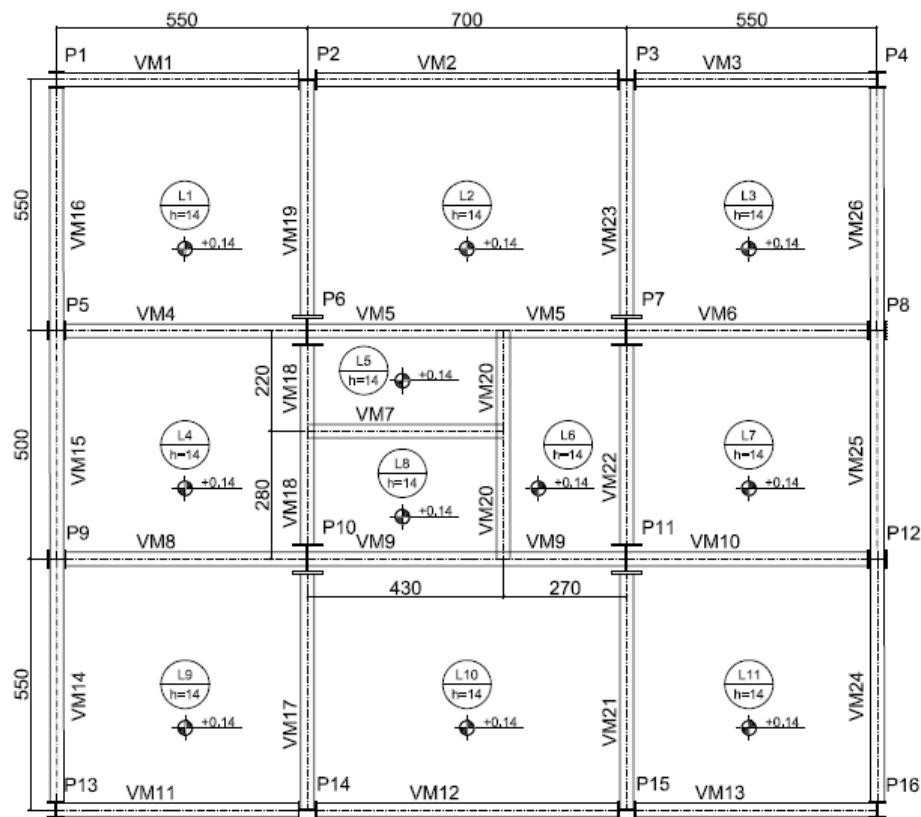 550 700 550
P1 P2 P3 P4
VM1 VM2 VM3
550
VM16
L1
h=14
+0,14
VM19
L2
h=14
+0,14
VM23
L3
h=14
+0,14
VM26
P5 P6 P7 P8
VM4 VM5 VM5 VM6
500
VM15
L4
h=14
+0,14
220
VM18
L5
h=14
+0,14
VM20
VM7
280
VM18
L8
h=14
+0,14
VM20
L6
h=14
+0,14
VM22
L7
h=14
+0,14
VM25
P9 P10 P11 P12
VM8 VM9 VM9 VM10
430 270
550
VM14
L9
h=14
+0,14
VM17
L10
h=14
+0,14
VM21
L11
h=14
+0,14
VM24
P13 P14 P15 P16
VM11 VM12 VM13